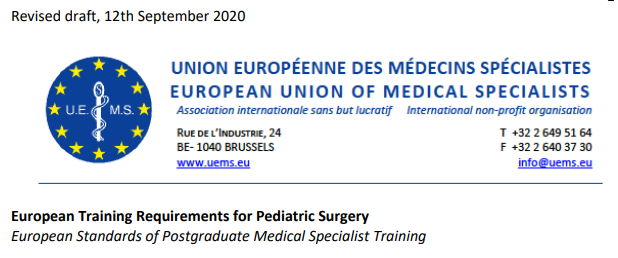 Revised draft, 12th September 2020
U.E. M.S.
UNION EUROPÉENNE DES MÉDECINS SPÉCIALISTES
EUROPEAN UNION OF MEDICAL SPECIALISTS
Association internationale sans but lucratif International non-profit organisation
RUE DE L'INDUSTRIE, 24 T +32 2 649 51 64
BE- 1040 BRUSSELS F +32 2 640 37 30
www.uems.eu info@uems.eu
European Training Requirements for Pediatric Surgery
European Standards of Postgraduate Medical Specialist Training